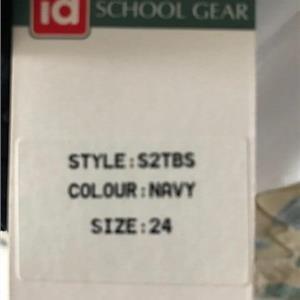 id SCHOOL GEAR
STYLE:S2TBS
COLOUR:NAVY
SIZE:24